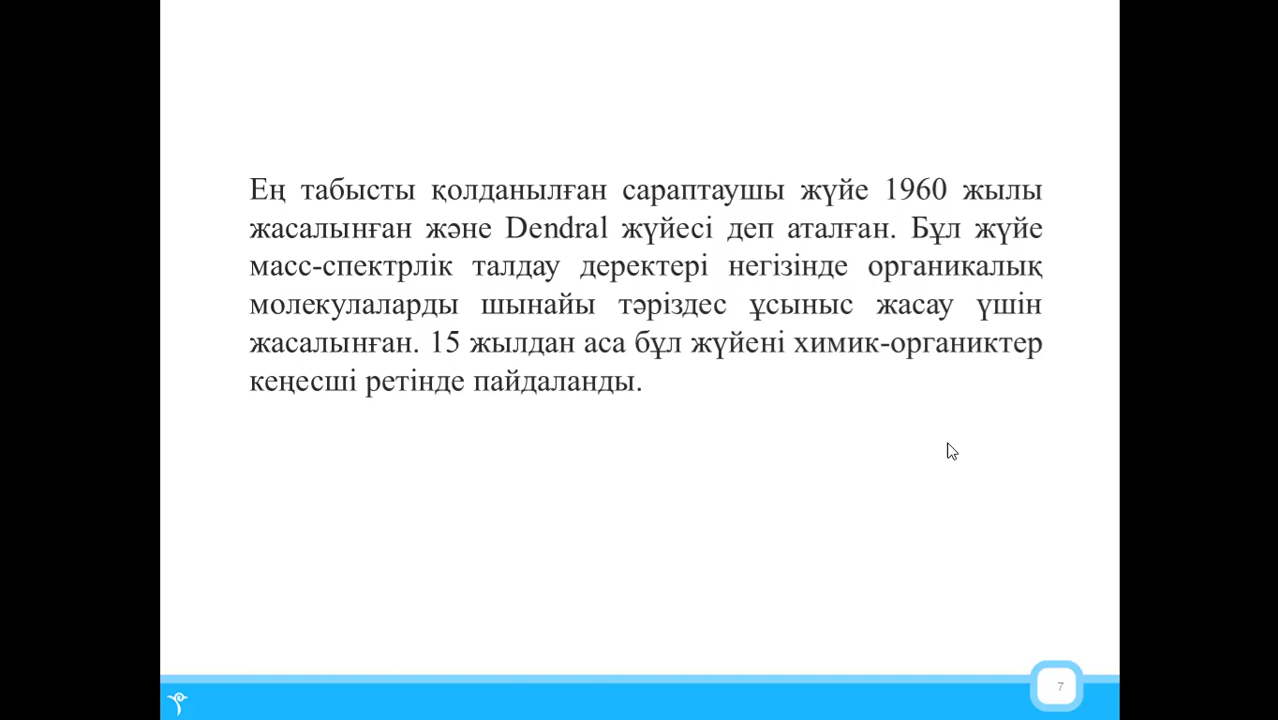 Ең табысты қолданылған сараптаушы жүйе 1960 жылы
жасалынған және Dendral жүйесі деп аталған. Бұл жүйе
масс-спектрлік талдау деректері негізінде органикалық
молекулаларды шынайы тәріздес ұсыныс жасау үшін
жасалынған. 15 жылдан аса бұл жүйені химик-органиктер
кеңесші ретінде пайдаланды.
7